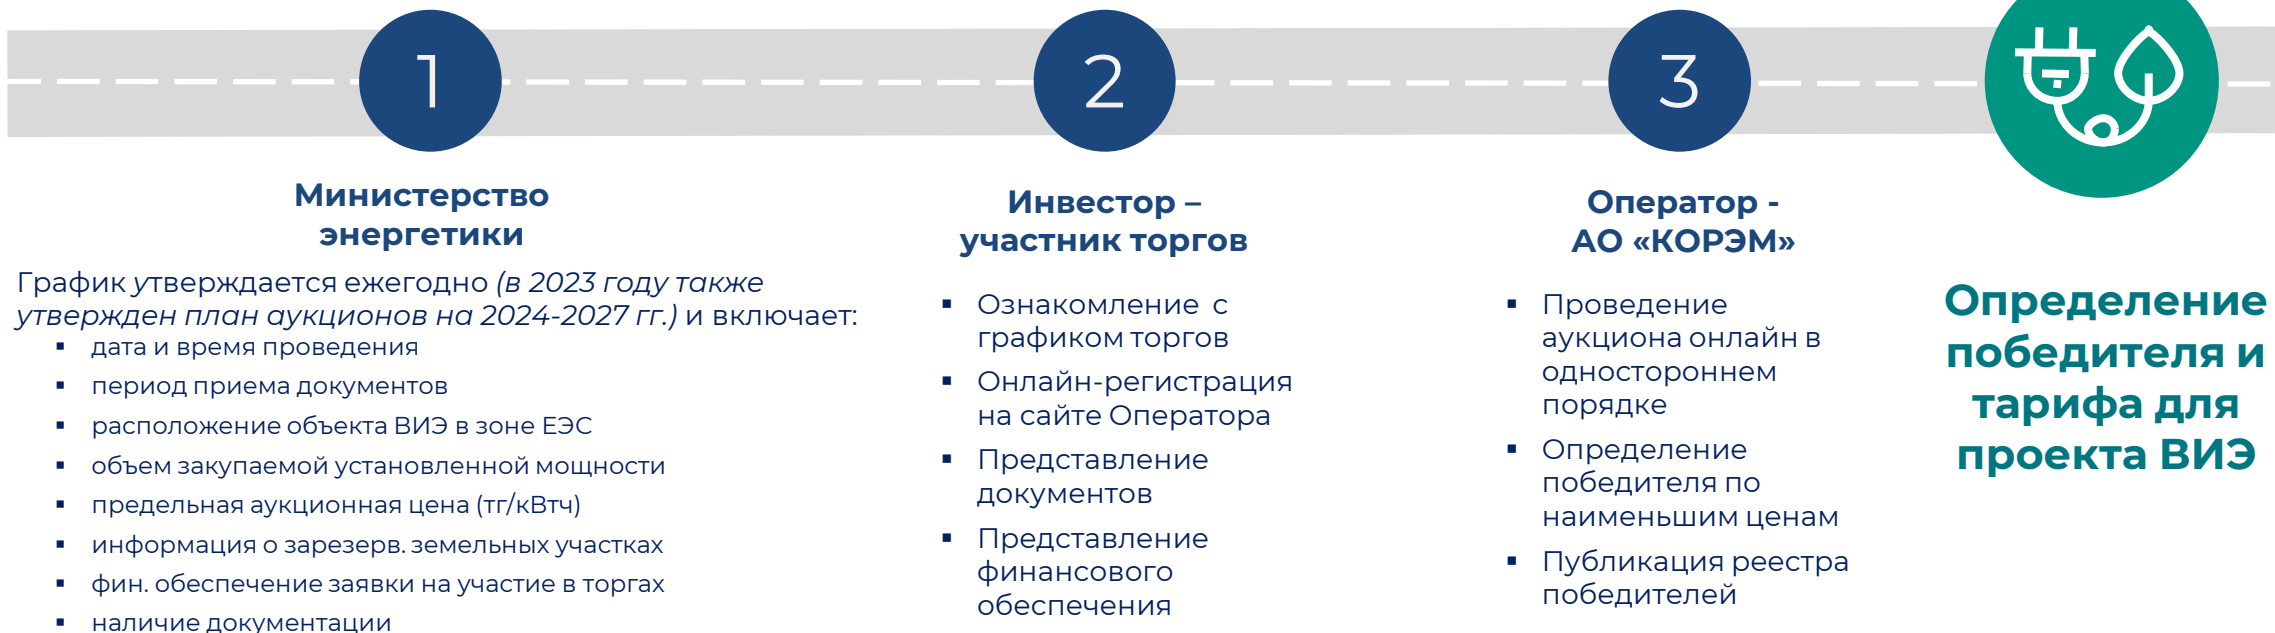 1
Министерство
энергетики
График утверждается ежегодно (в 2023 году также
утвержден план аукционов на 2024-2027 гг.) и включает:
▪ дата и время проведения
▪ период приема документов
▪ расположение объекта ВИЭ в зоне ЕЭС
▪ объем закупаемой установленной мощности
▪ предельная аукционная цена (тг/кВтч)
▪ информация о зарезерв. земельных участках
▪ фин. обеспечение заявки на участие в торгах
▪ наличие документации
2
Инвестор –
участник торгов
▪ Ознакомление с
графиком торгов
▪ Онлайн-регистрация
на сайте Оператора
▪ Представление
документов
▪ Представление
финансового
обеспечения
3
Оператор -
АО «КОРЭМ»
▪ Проведение
аукциона онлайн в
одностороннем
порядке
▪ Определение
победителя по
наименьшим ценам
▪ Публикация реестра
победителей
Определение
победителя и
тарифа для
проекта ВИЭ